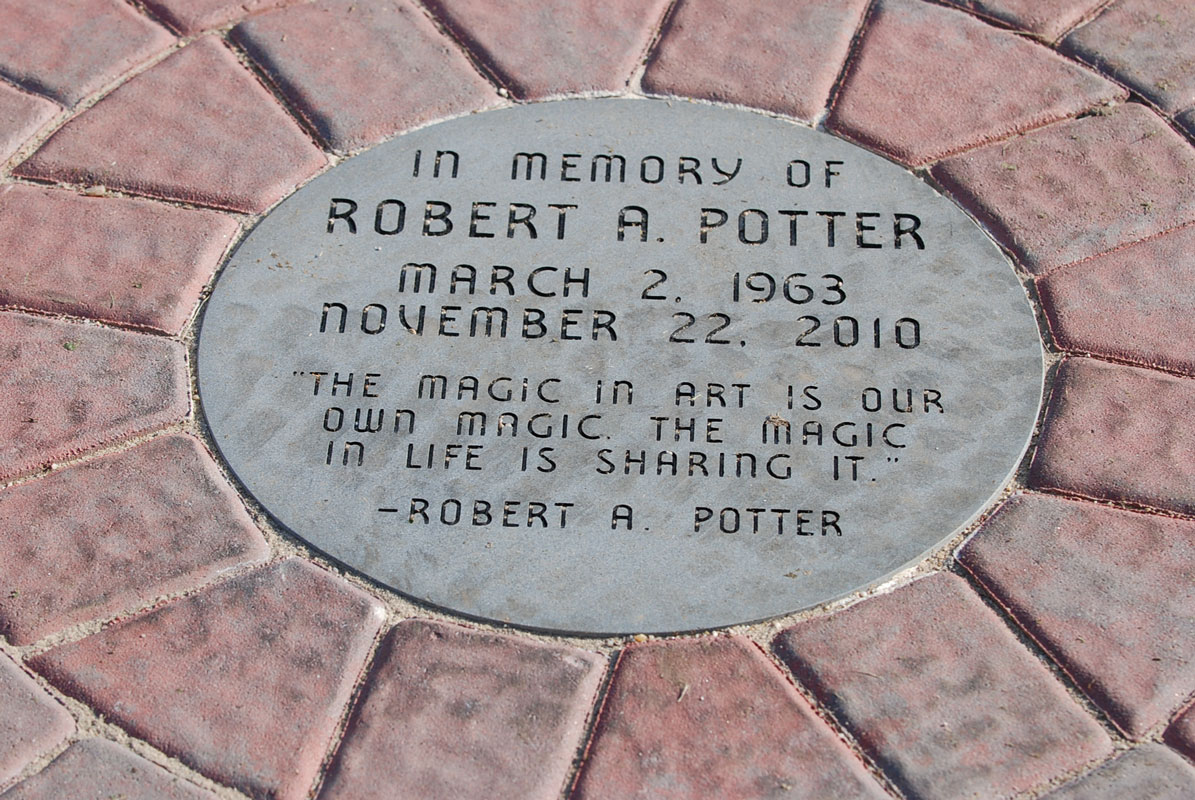 IN MEMORY OF
ROBERT A. POTTER
MARCH 2, 1963
NOVEMBER 22, 2010
"THE MAGIC IN ART IS OUR
OWN MAGIC. THE MAGIC
IN LIFE IS SHARING IT."
-ROBERT A. POTTER